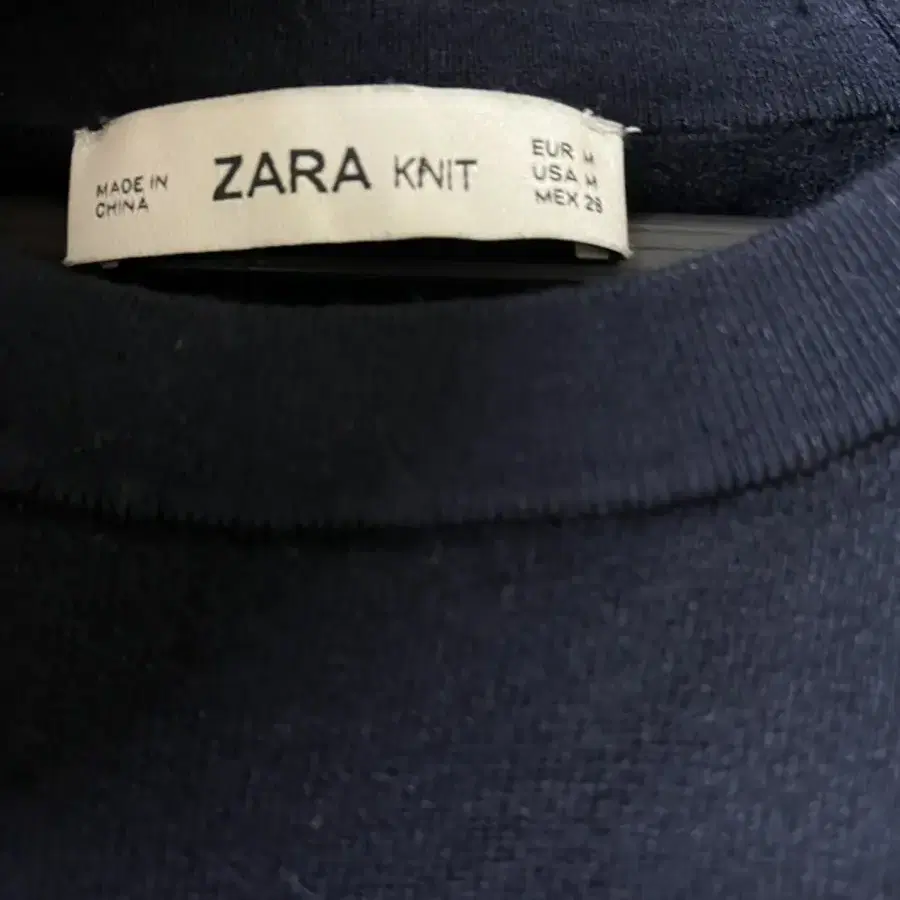 MADE IN
CHINA
ZARA KNIT
EUR M
USA M
MEX 28